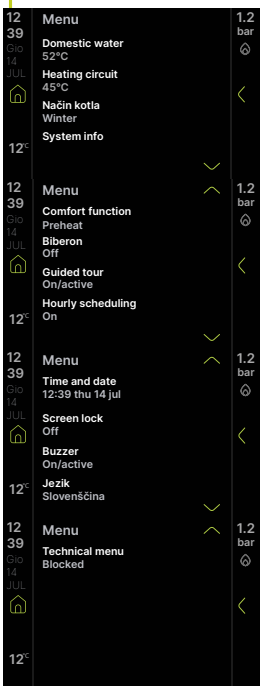 12
39
Gio
14
JUL
12°C
Menu
Domestic water
52°C
Heating circuit
45°C
Način kotla
Winter
System info
1.2
bar
12
39
Gio
14
JUL
12°C
Menu
Comfort function
Preheat
Biberon
Off
Guided tour
On/active
Hourly scheduling
On
1.2
bar
12
39
Gio
14
JUL
12°C
Menu
Time and date
12:39 thu 14 jul
Screen lock
Off
Buzzer
On/active
Jezik
Slovenščina
1.2
bar
12
39
Gio
14
JUL
12°C
Menu
Technical menu
Blocked
1.2
bar